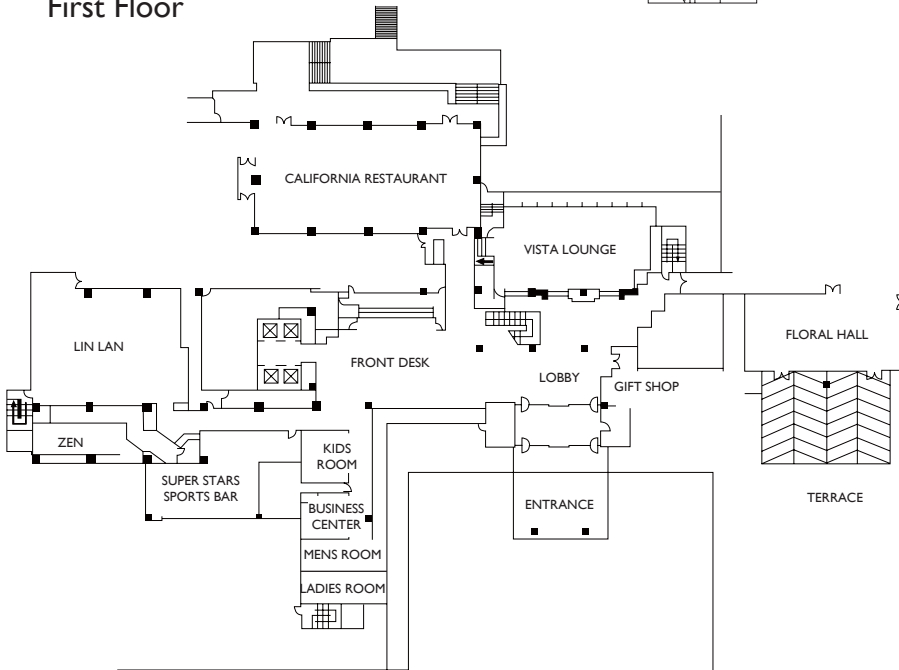 First Floor
CALIFORNIA RESTAURANT
VISTA LOUNGE
FLORAL HALL
LIN LAN
FRONT DESK
LOBBY
GIFT SHOP
ZEN
KIDS
ROOM
SUPER STARS
SPORTS BAR
BUSINESS
CENTER
ENTRANCE
TERRACE
MENS ROOM
LADIES ROOM